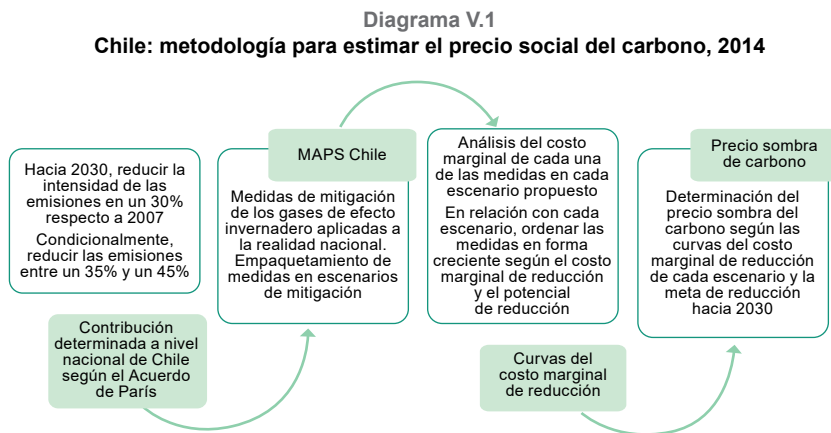 Diagrama V.1
Chile: metodología para estimar el precio social del carbono, 2014
Hacia 2030, reducir la
intensidad de las
emisiones en un 30%
respecto a 2007
Condicionalmente,
reducir las emisiones
entre un 35% y un 45%
Contribución
determinada a nivel
nacional de Chile
según el Acuerdo
de París
MAPS Chile
Medidas de mitigación
de los gases de efecto
invernadero aplicadas a
la realidad nacional.
Empaquetamiento de
medidas en escenarios
de mitigación
Análisis del costo
marginal de cada una
de las medidas en cada
escenario propuesto
En relación con cada
escenario, ordenar las
medidas en forma
creciente según el costo
marginal de reducción
y el potencial
de reducción
Curvas del
costo marginal
de reducción
Precio sombra
de carbono
Determinación del
precio sombra del
carbono según las
curvas del costo
marginal de reducción
de cada escenario y la
meta de reducción
hacia 2030